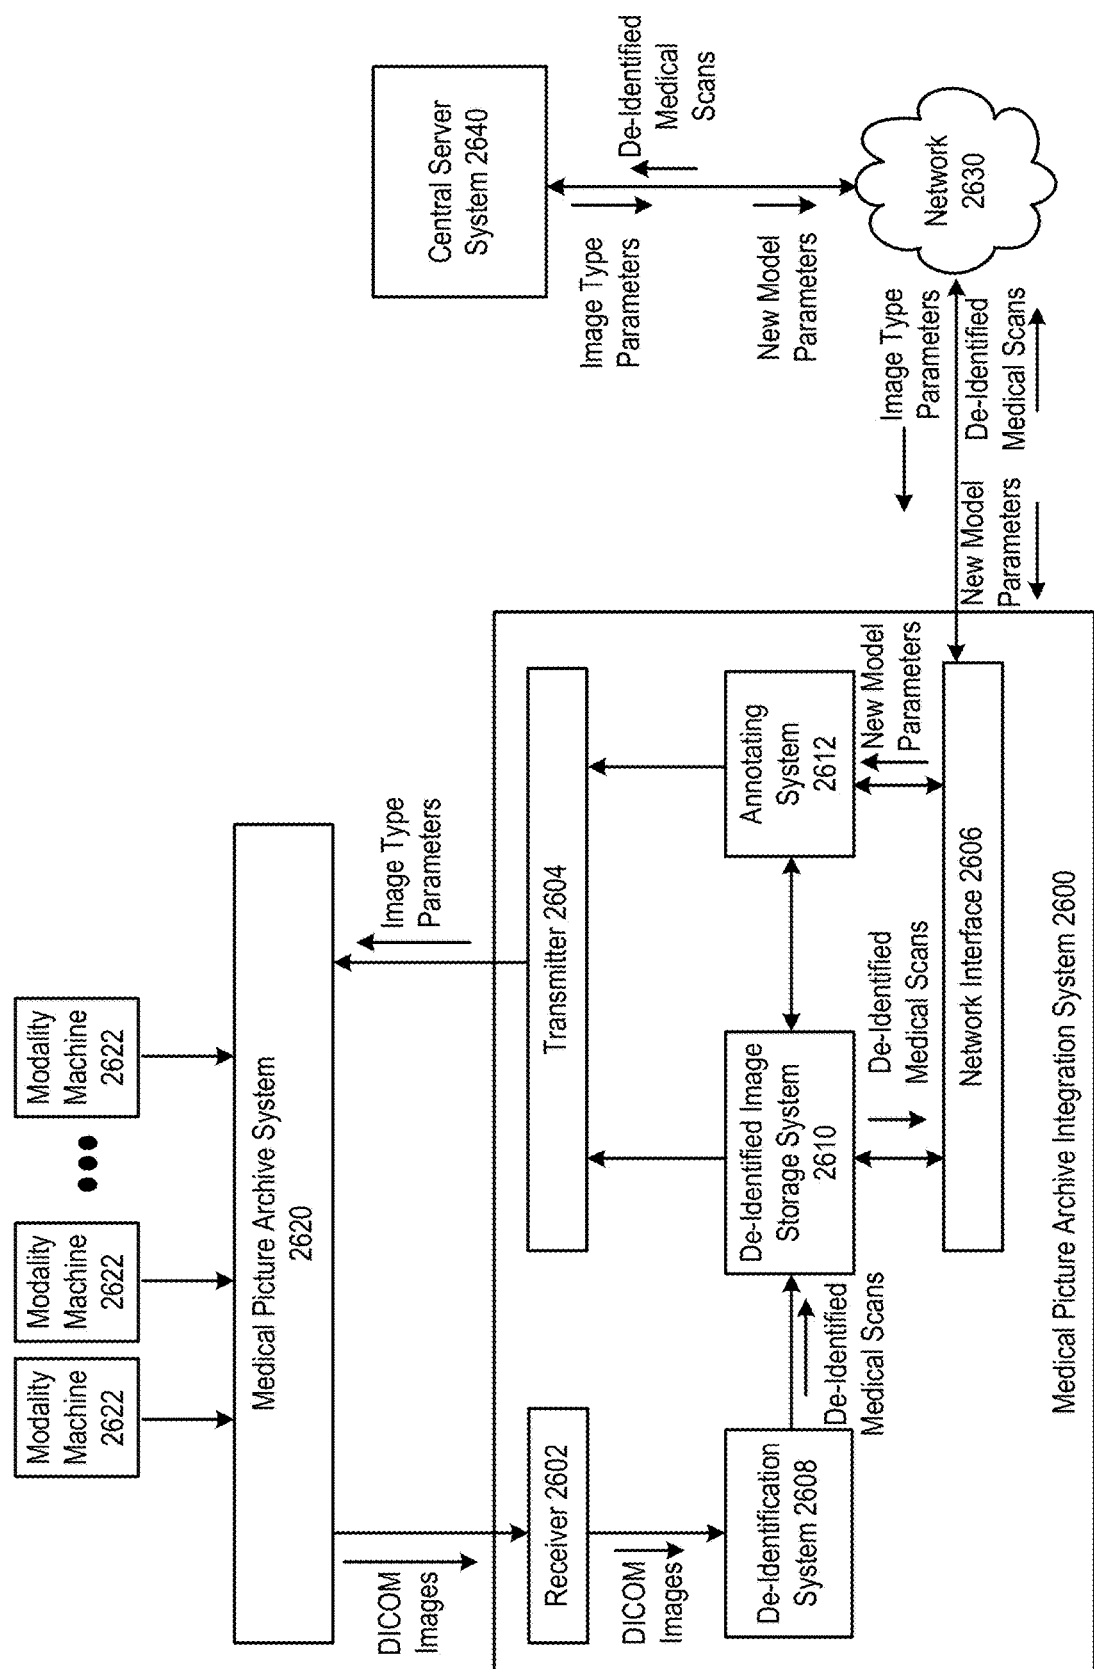 Modality
Machine
2622
Modality
Machine
2622
Modality
Machine
2622
Medical Picture Archive System
2620
DICOM
Images
Image Type
Parameters
Receiver 2602
Transmitter 2604
DICOM
Images
De-Identification
System 2608
De-Identified
Medical Scans
De-Identified Image
Storage System
2610
Annotating
System
2612
De-Identified
Medical Scans
New Model
Parameters
Network Interface 2606
Medical Picture Archive Integration System 2600
Central Server
System 2640
De-Identified
Medical
Scans
Image Type
Parameters
New Model
Parameters
Network
2630
Image Type
Parameters
New Model
Parameters
De-Identified
Medical Scans